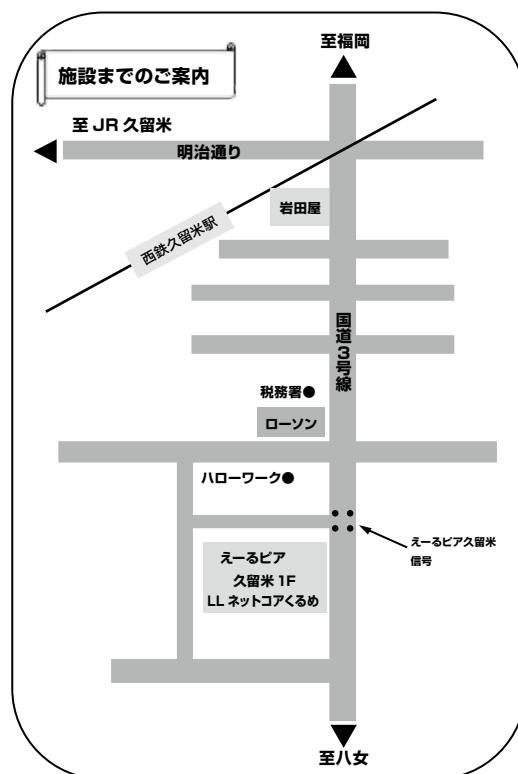 至福岡
施設までのご案内
至 JR 久留米
明治通り
岩田屋
西鉄久留米駅
国道3号線
税務署●
ローソン
ハローワーク●
えーるピア久留米
信号
えーるピア
久留米 1F
LL ネットコアくるめ
至八女